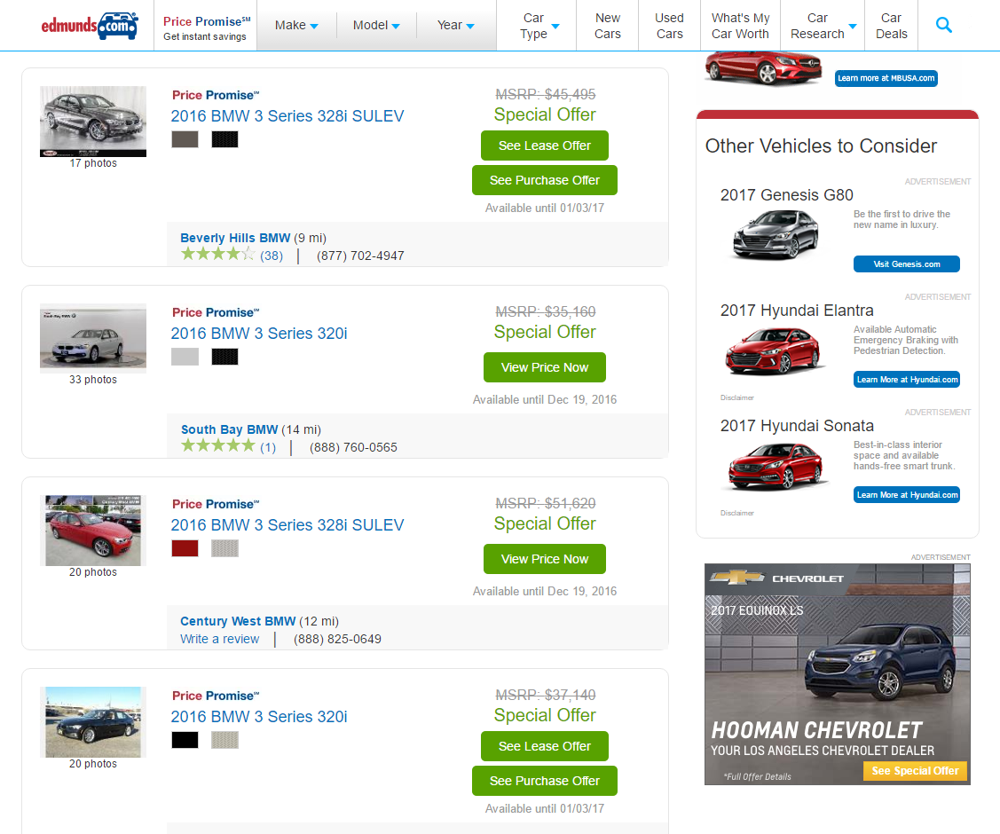 edmunds.com
Price Promise℠
Get instant savings
Make
Model
Year
Car
Type
New
Cars
Used
Cars
What's My
Car Worth
Car
Research
Car
Deals
Price Promise℠
2016 BMW 3 Series 328i SULEV
17 photos
MSRP: $45,495
Special Offer
See Lease Offer
See Purchase Offer
Available until 01/03/17
Beverly Hills BMW (9 mi)
(38) | (877) 702-4947
South Bay BMW
Price Promise℠
2016 BMW 3 Series 320i
33 photos
MSRP: $35,160
Special Offer
View Price Now
Available until Dec 19, 2016
South Bay BMW (14 mi)
(1) | (888) 760-0565
Price Promise℠
2016 BMW 3 Series 328i SULEV
20 photos
MSRP: $51,620
Special Offer
View Price Now
Available until Dec 19, 2016
Century West BMW (12 mi)
Write a review | (888) 825-0649
Price Promise℠
2016 BMW 3 Series 320i
20 photos
MSRP: $37,140
Special Offer
See Lease Offer
See Purchase Offer
Available until 01/03/17
Learn more at MBUSA.com
Other Vehicles to Consider
ADVERTISEMENT
2017 Genesis G80
Be the first to drive the
new name in luxury.
Visit Genesis.com
ADVERTISEMENT
2017 Hyundai Elantra
Available Automatic
Emergency Braking with
Pedestrian Detection.
Learn More at Hyundai.com
Disclaimer
ADVERTISEMENT
2017 Hyundai Sonata
Best-in-class interior
space and available
hands-free smart trunk.
Learn More at Hyundai.com
Disclaimer
ADVERTISEMENT
CHEVROLET
2017 EQUINOX LS
HOOMAN CHEVROLET
YOUR LOS ANGELES CHEVROLET DEALER
*Full Offer Details
See Special Offer